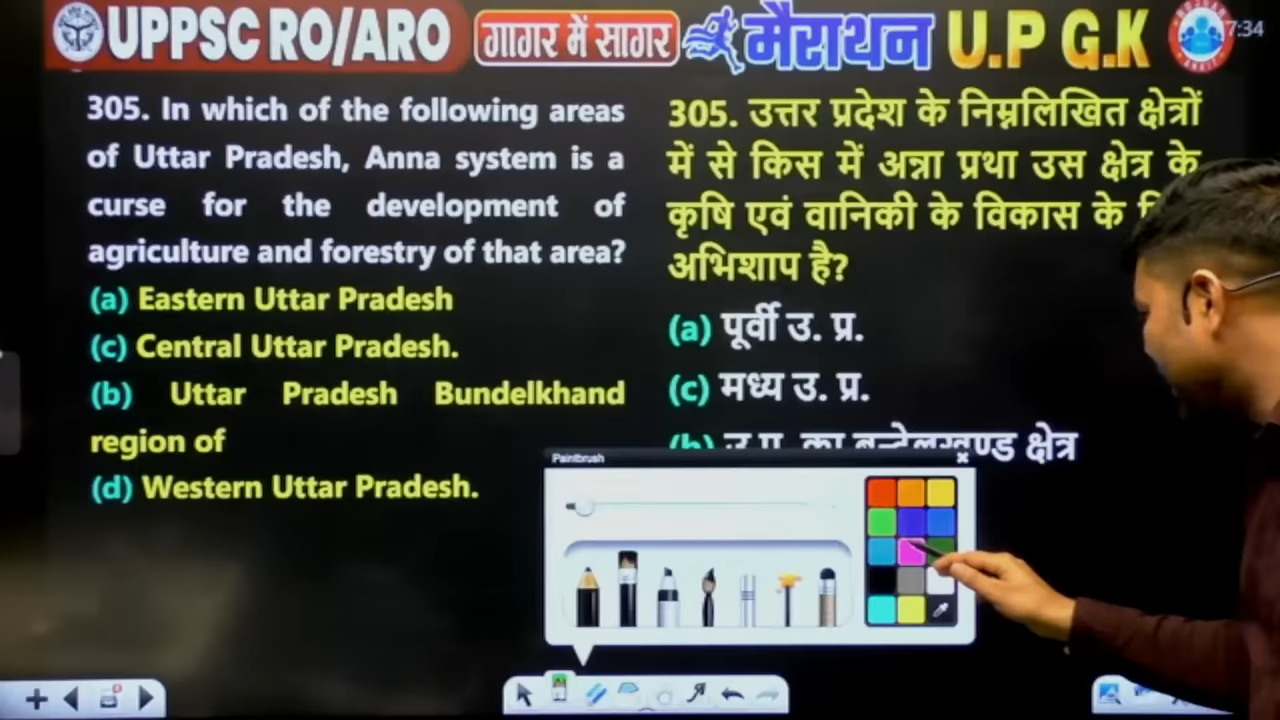 UPPSC RO/ARO गागर में सागर मैराथन U.P G.K
7:34
305. In which of the following areas
of Uttar Pradesh, Anna system is a
curse for the development of
agriculture and forestry of that area?
(a) Eastern Uttar Pradesh
(c) Central Uttar Pradesh.
(b) Uttar Pradesh Bundelkhand
region of
(d) Western Uttar Pradesh.
305. उत्तर प्रदेश के निम्नलिखित क्षेत्रों
में से किस में अन्ना प्रथा उस क्षेत्र के
कृषि एवं वानिकी के विकास के
अभिशाप है?
(a) पूर्वी उ. प्र.
(c) मध्य उ. प्र.
(b) उ.प्र. का बुन्देलखण्ड क्षेत्र
Paintbrush